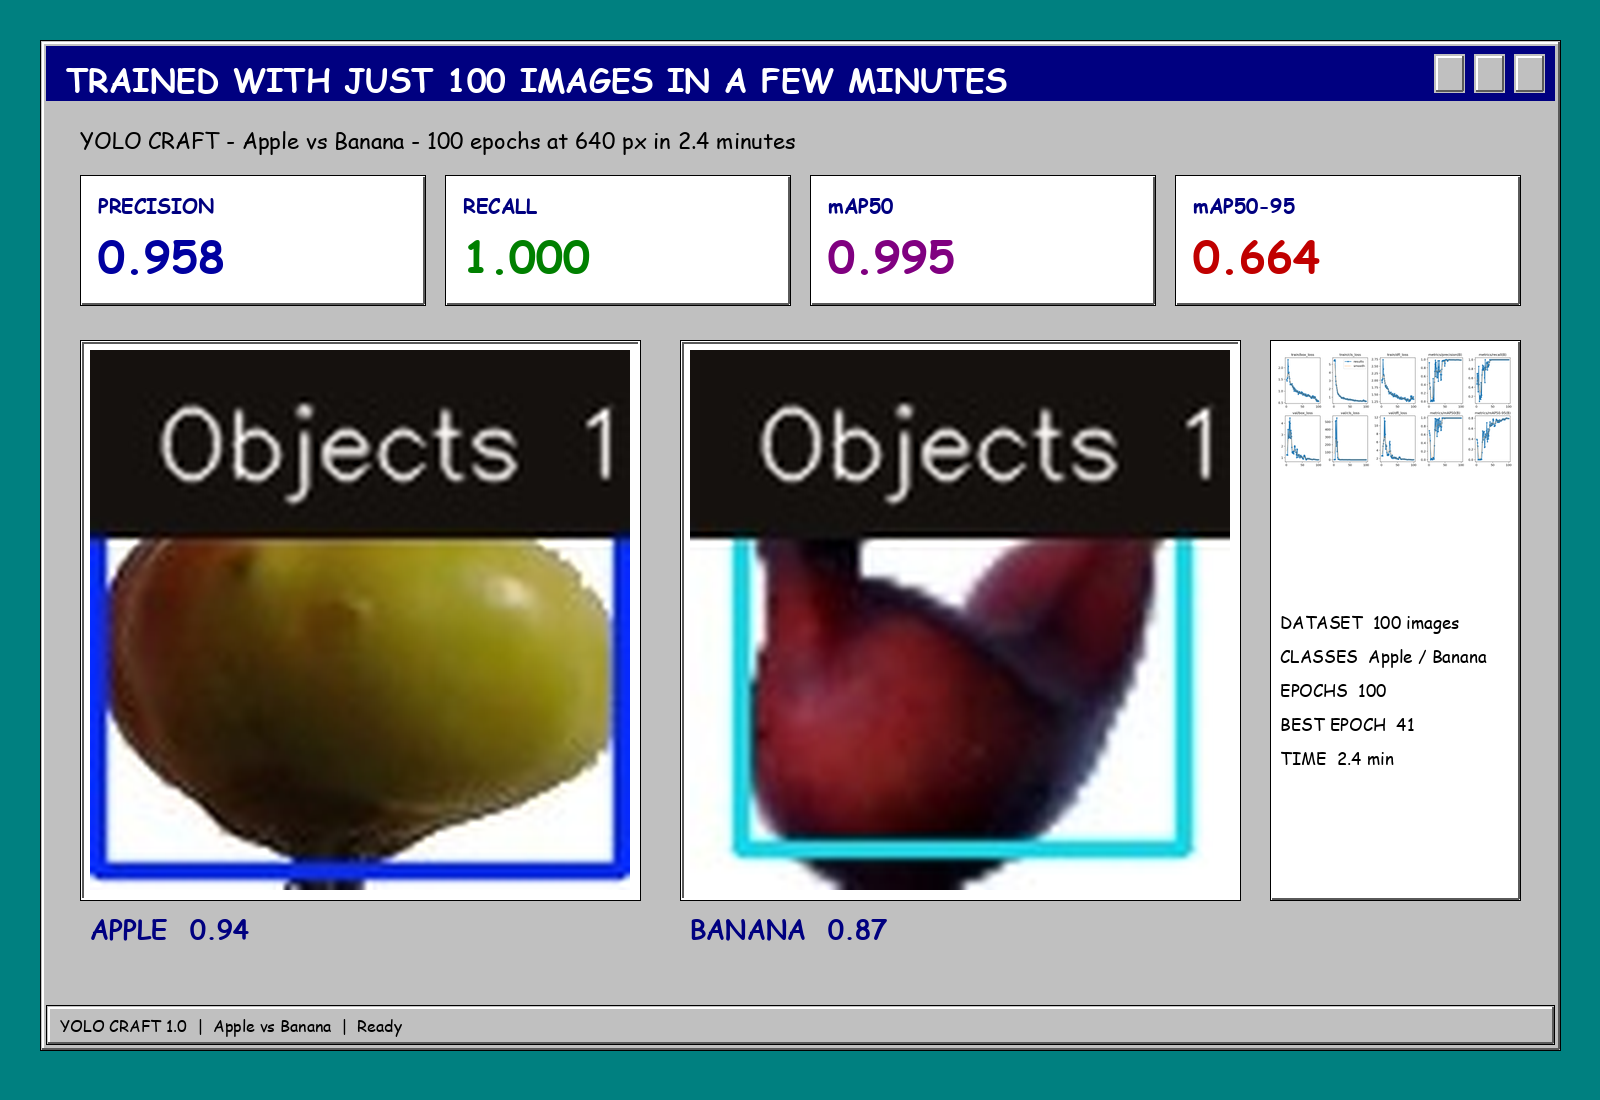 TRAINED WITH JUST 100 IMAGES IN A FEW MINUTES
YOLO CRAFT - Apple vs Banana - 100 epochs at 640 px in 2.4 minutes
PRECISION
0.958
RECALL
1.000
mAP50
0.995
mAP50-95
0.664
Objects 1
Objects 1
DATASET 100 images
CLASSES Apple / Banana
EPOCHS 100
BEST EPOCH 41
TIME 2.4 min
APPLE 0.94
BANANA 0.87
YOLO CRAFT 1.0 | Apple vs Banana | Ready